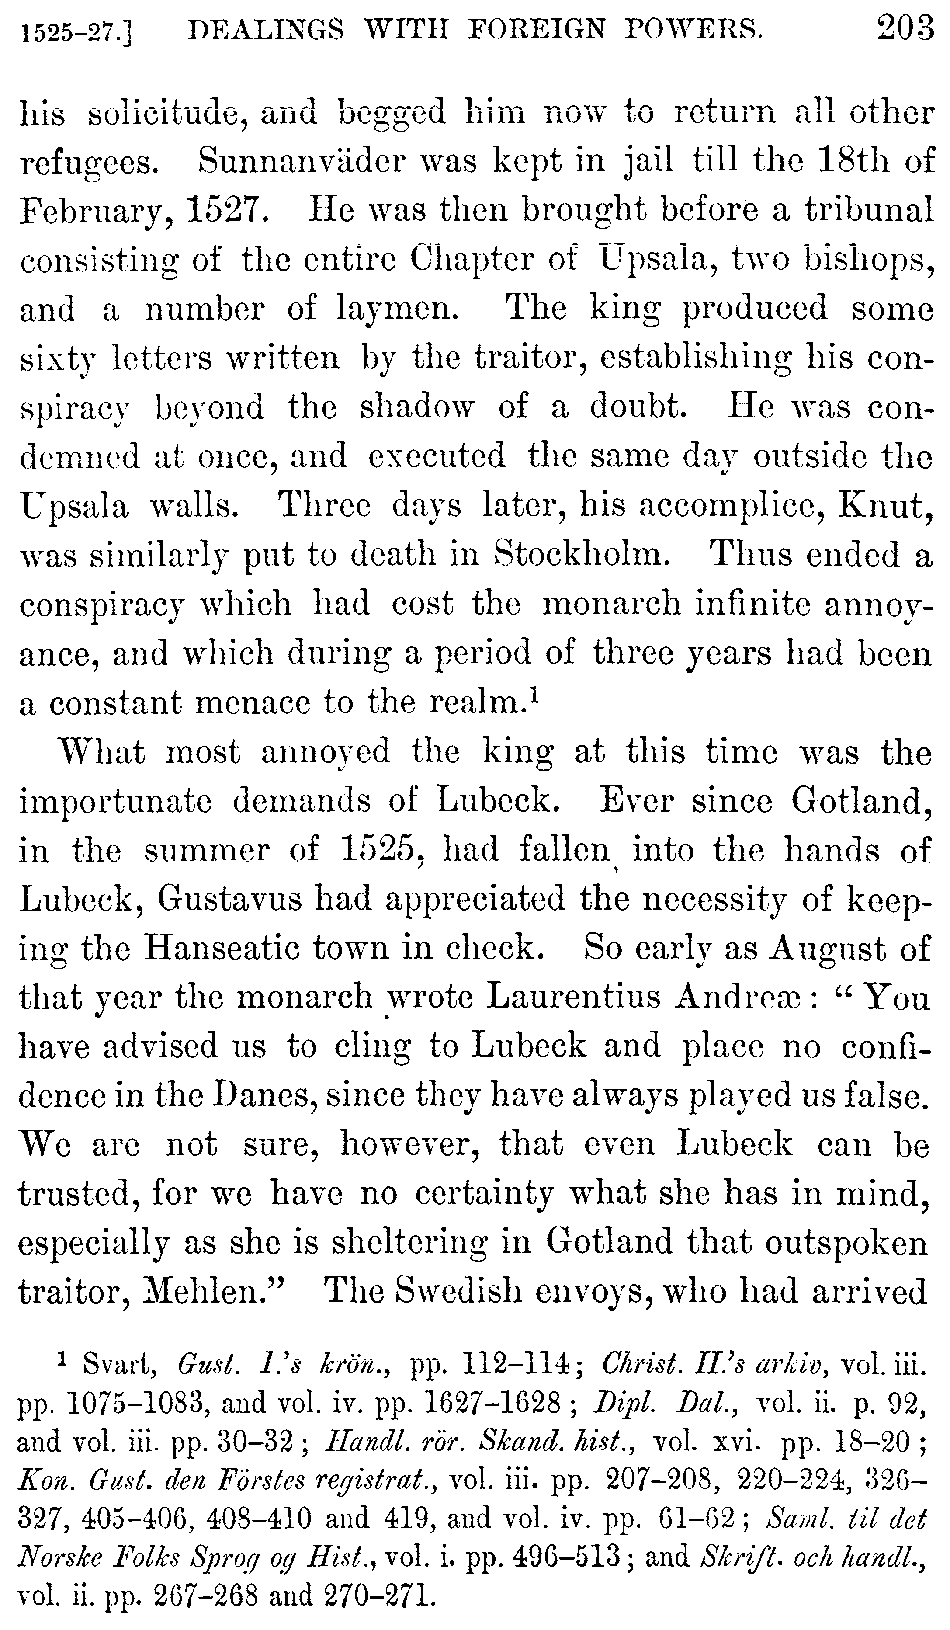 1525-27.] DEALINGS WITH FOREIGN POWERS. 203
his solicitude, and begged him now to return all other
refugees. Sunnanväder was kept in jail till the 18th of
February, 1527. He was then brought before a tribunal
consisting of the entire Chapter of Upsala, two bishops,
and a number of laymen. The king produced some
sixty letters written by the traitor, establishing his con-
spiracy beyond the shadow of a doubt. He was con-
demned at once, and executed the same day outside the
Upsala walls. Three days later, his accomplice, Knut,
was similarly put to death in Stockholm. Thus ended a
conspiracy which had cost the monarch infinite annoy-
ance, and which during a period of three years had been
a constant menace to the realm.¹
What most annoyed the king at this time was the
importunate demands of Lubeck. Ever since Gotland,
in the summer of 1525, had fallen into the hands of
Lubeck, Gustavus had appreciated the necessity of keep-
ing the Hanseatic town in check. So early as August of
that year the monarch wrote Laurentius Andreæ: "You
have advised us to cling to Lubeck and place no confi-
dence in the Danes, since they have always played us false.
We are not sure, however, that even Lubeck can be
trusted, for we have no certainty what she has in mind,
especially as she is sheltering in Gotland that outspoken
traitor, Mehlen." The Swedish envoys, who had arrived
¹ Svart, Gust. I.'s krön., pp. 112-114; Christ. II.'s arkiv, vol. iii.
pp. 1075-1083, and vol. iv. pp. 1627-1628; Dipl. Dal., vol. ii. p. 92,
and vol. iii. pp. 30-32; Handl. rör. Skand. hist., vol. xvi. pp. 18-20;
Kon. Gust. den Förstes registrat., vol. iii. pp. 207-208, 220-224, 326-
327, 405-406, 408-410 and 419, and vol. iv. pp. 61-62; Saml. til det
Norske Folks Sprog og Hist., vol. i. pp. 496-513; and Skrift. och handl.,
vol. ii. pp. 267-268 and 270-271.